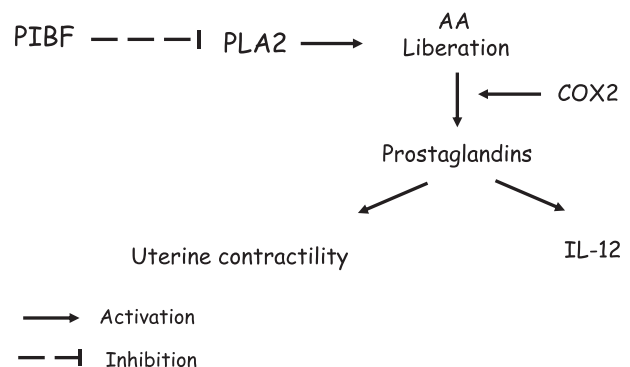 PIBF
PLA2
AA
Liberation
COX2
Prostaglandins
Uterine contractility
IL-12
Activation
Inhibition